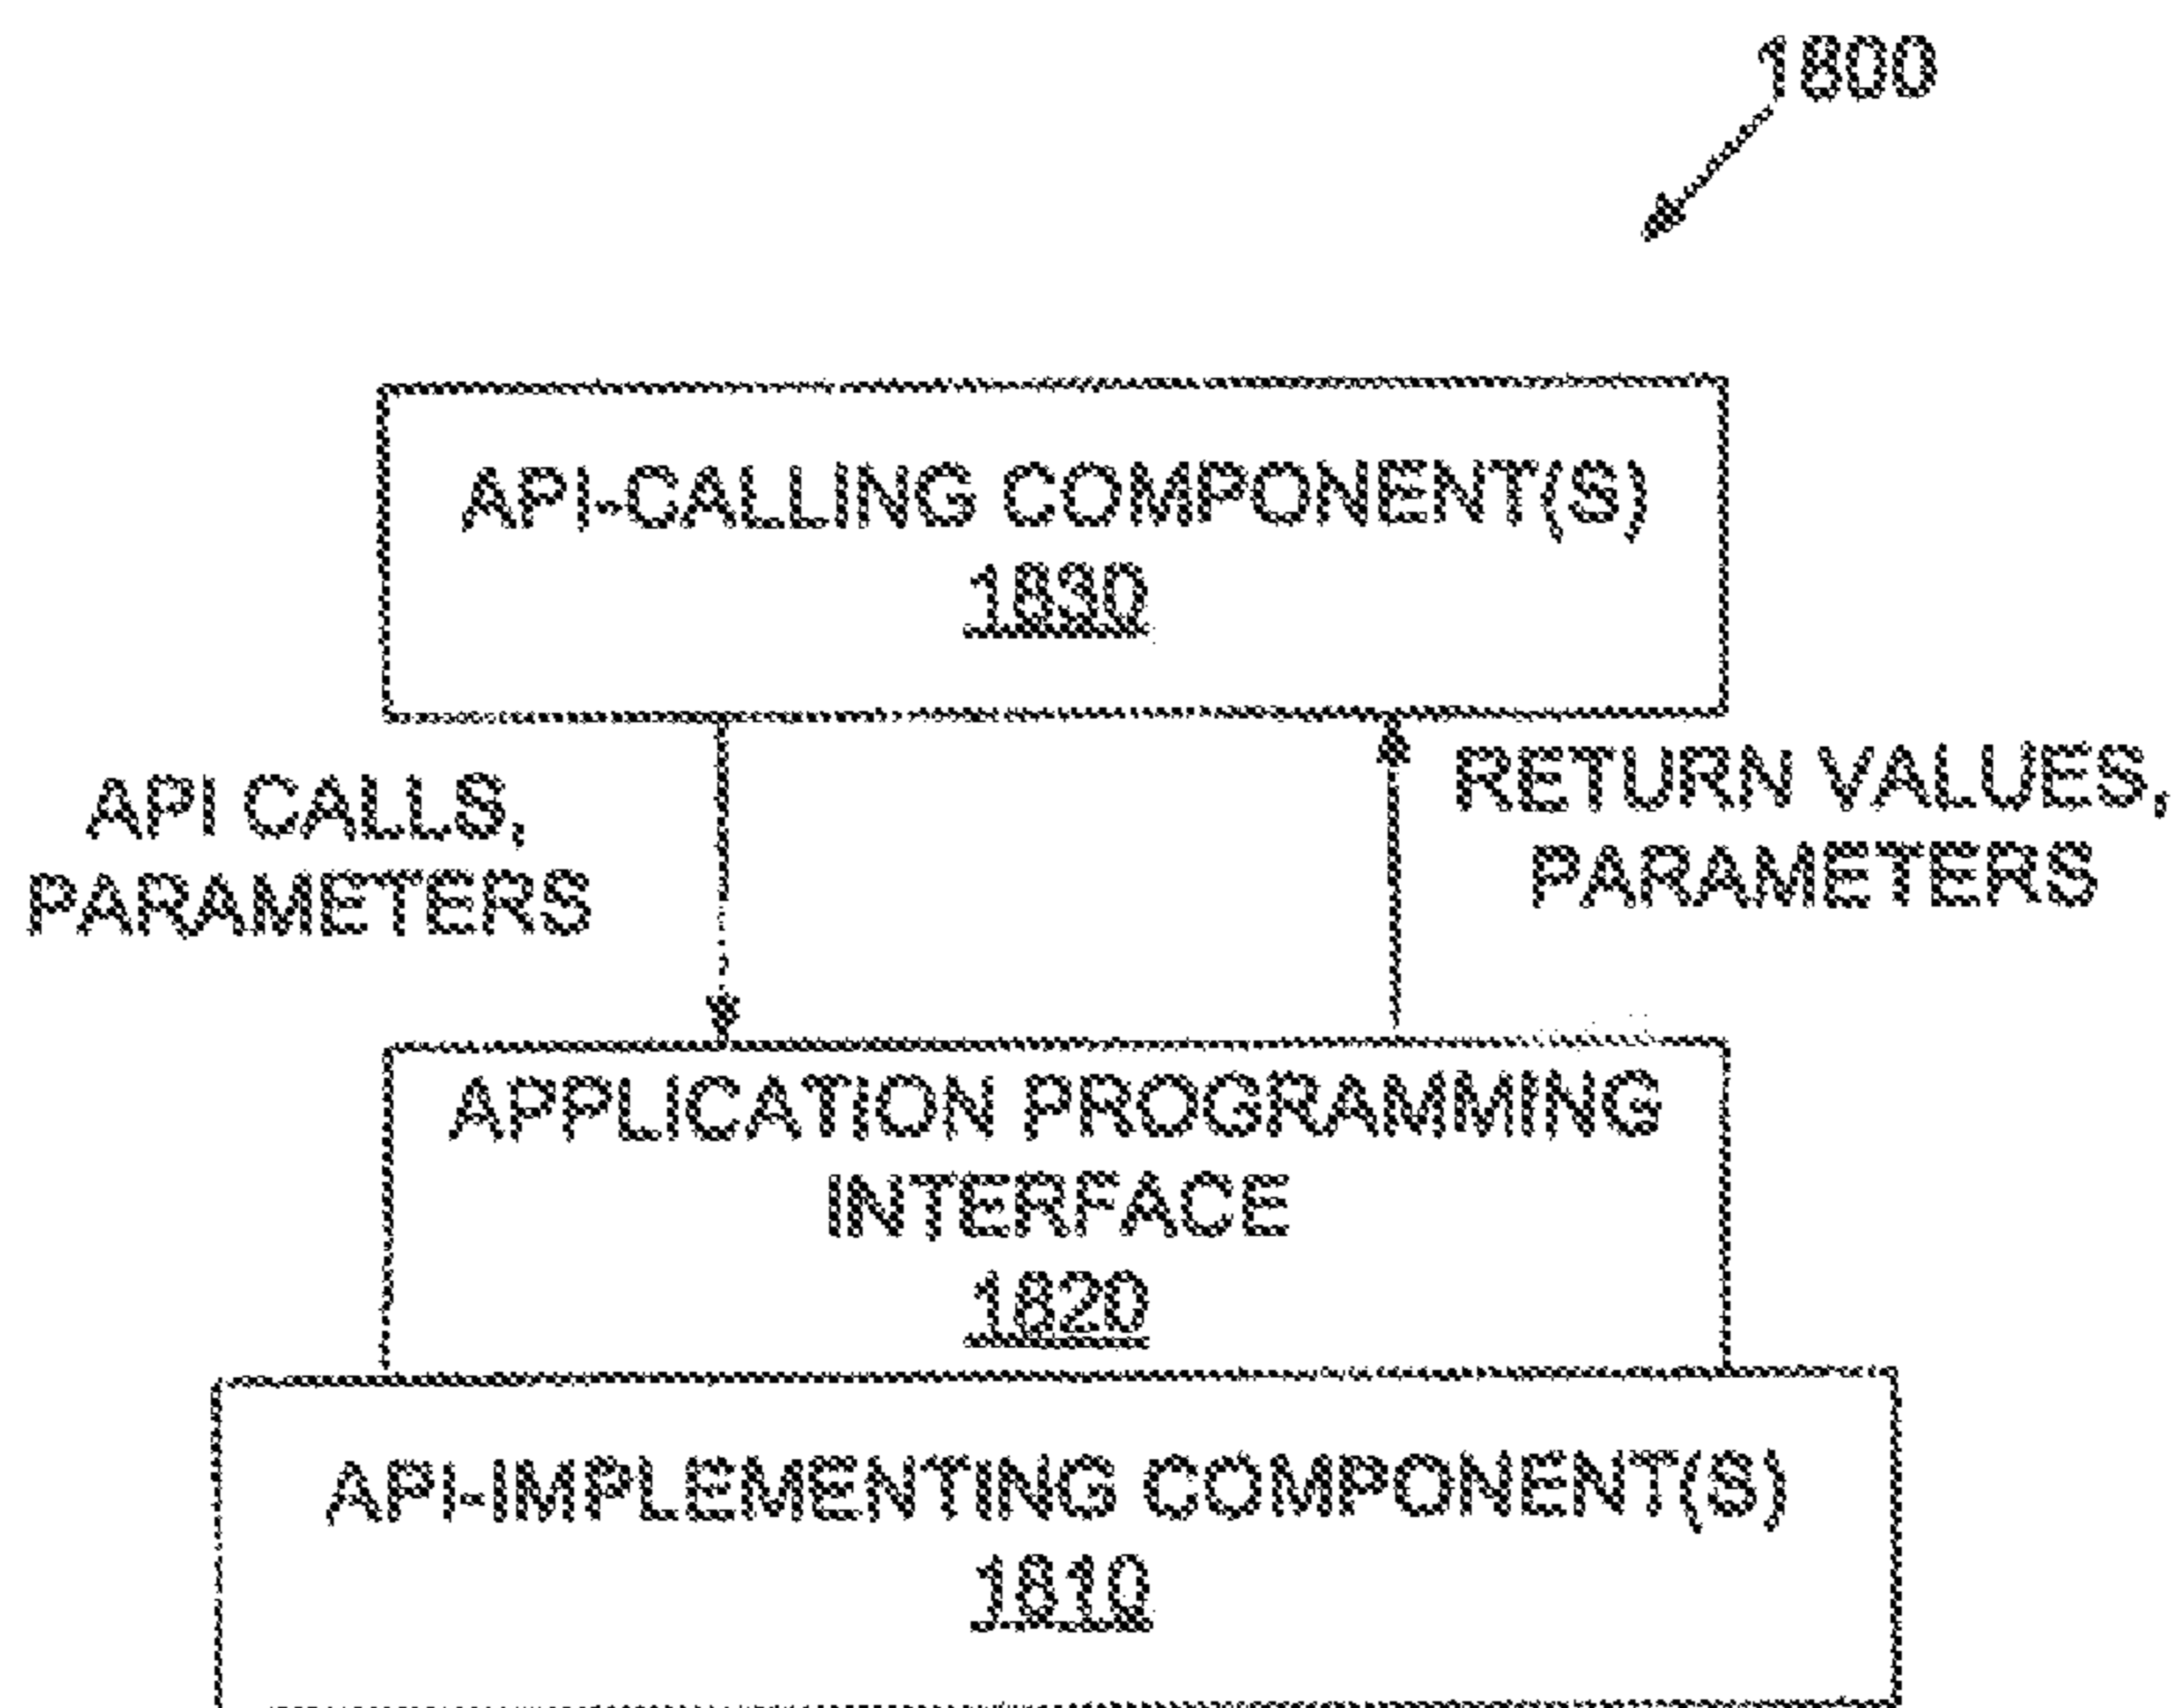 1800
API-CALLING COMPONENT(S)
1830
API CALLS,
PARAMETERS
RETURN VALUES,
PARAMETERS
APPLICATION PROGRAMMING
INTERFACE
1820
API-IMPLEMENTING COMPONENT(S)
1810